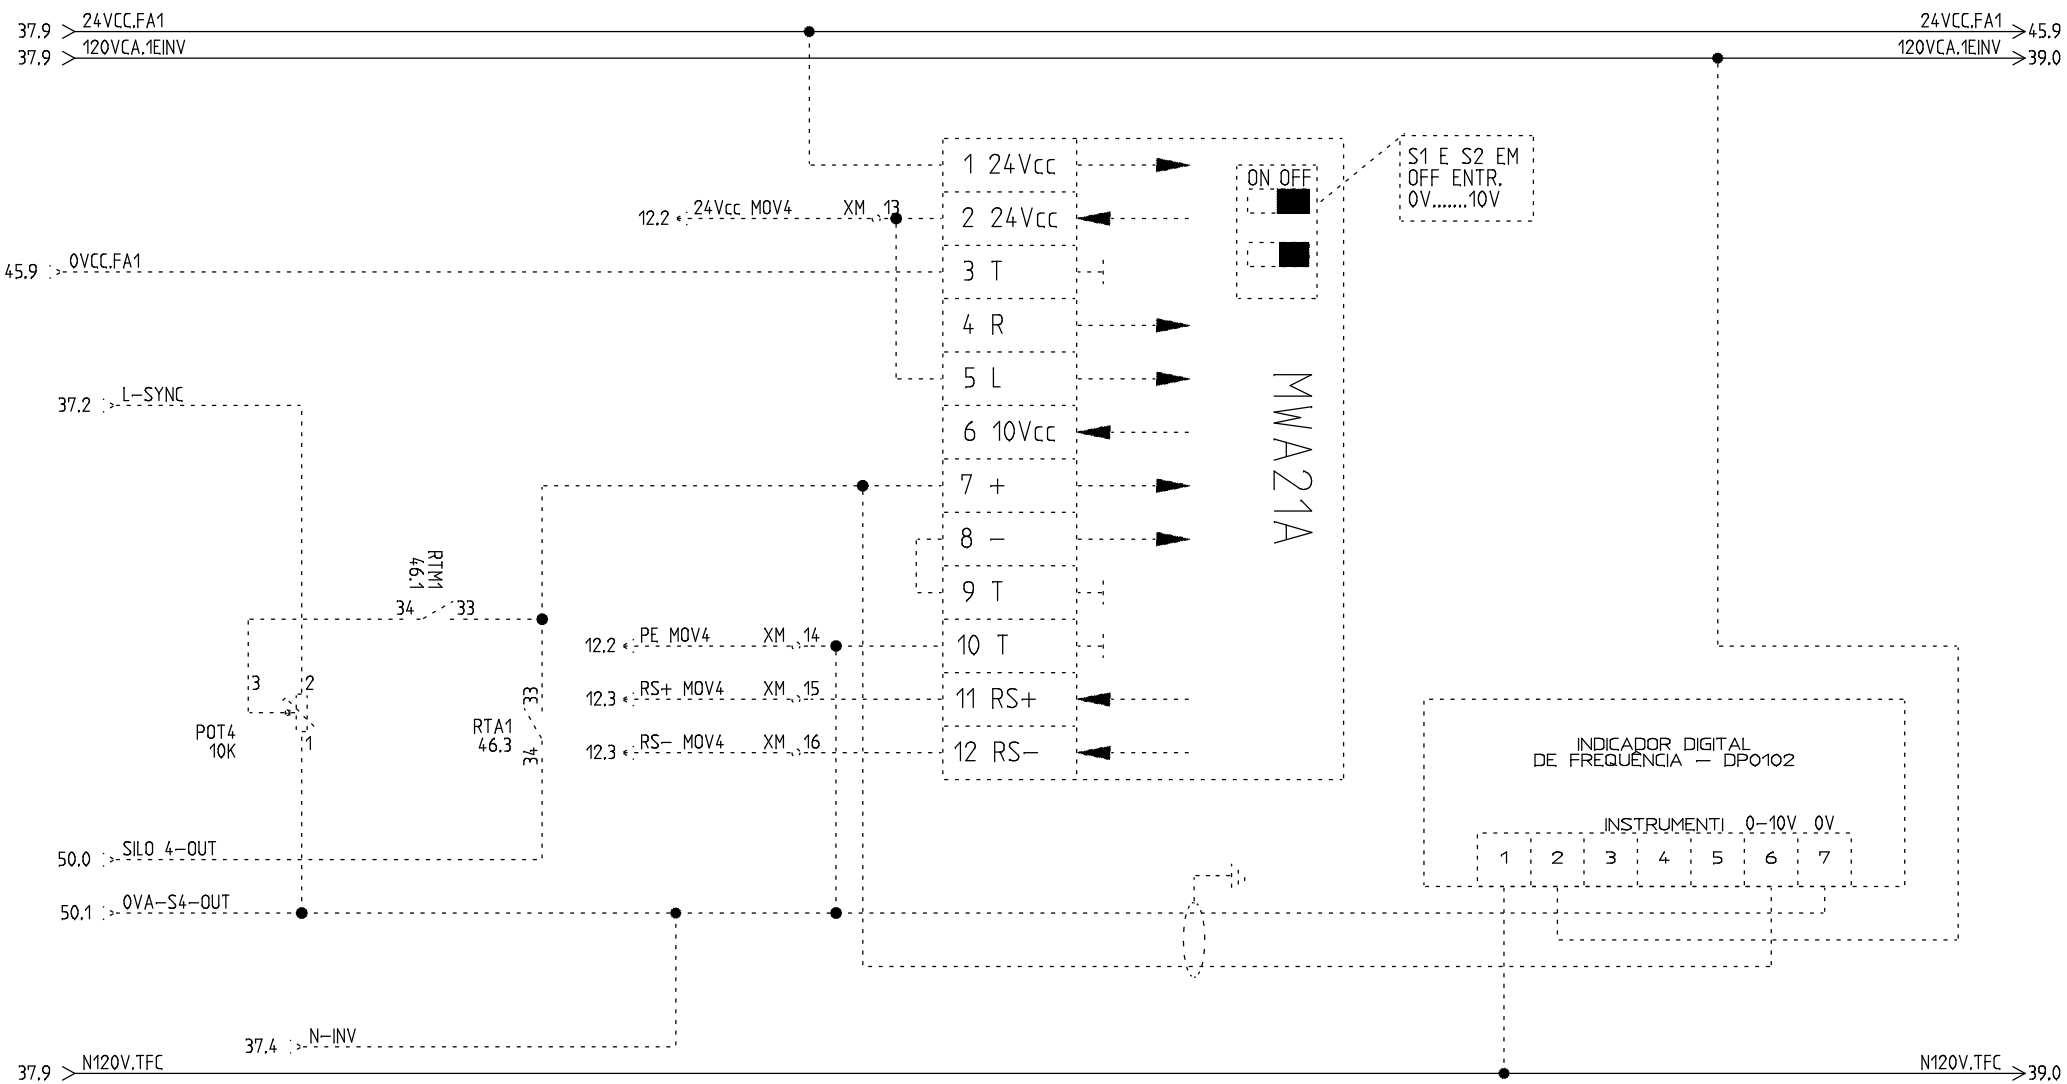 24VCC.FA1
37.9
120VCA.1EINV
37.9
24VCC.FA1
45.9
120VCA.1EINV
39.0
1 24Vcc
12.2 24Vcc MOV4 XM 13
2 24Vcc
ON OFF
S1 E S2 EM
OFF ENTR.
0V.......10V
45.9 0VCC.FA1
3 T
4 R
5 L
37.2 L-SYNC
6 10Vcc
7 +
8 -
9 T
MWA21A
RTM1
46.1
34 33
12.2 PE MOV4 XM 14
10 T
12.3 RS+ MOV4 XM 15
11 RS+
12.3 RS- MOV4 XM 16
12 RS-
3 2
1
POT4
10K
33
RTA1
46.3
34
INDICADOR DIGITAL
DE FREQUÊNCIA - DP0102
INSTRUMENTI 0-10V 0V
1 2 3 4 5 6 7
50.0 SILO 4-OUT
50.1 0VA-S4-OUT
37.4 N-INV
37.9 N120V.TFC
N120V.TFC 39.0